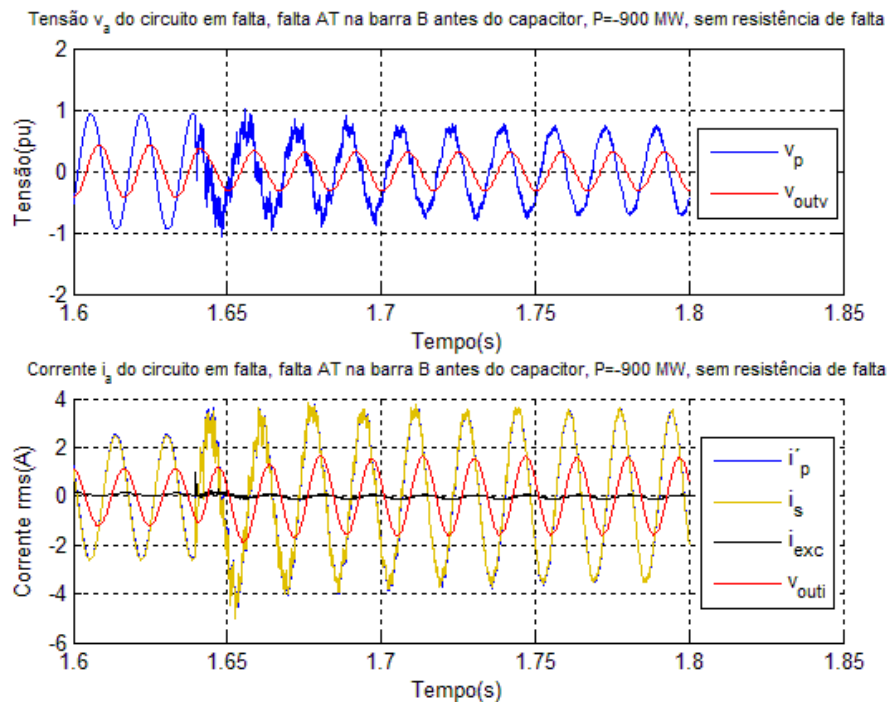 Tensão v_a do circuito em falta, falta AT na barra B antes do capacitor, P=-900 MW, sem resistência de falta
2
1
0
-1
-2
Tensão(pu)
v_p
v_outv
1.6 1.65 1.7 1.75 1.8 1.85
Tempo(s)
Corrente i_a do circuito em falta, falta AT na barra B antes do capacitor, P=-900 MW, sem resistência de falta
4
2
0
-2
-4
-6
Corrente rms(A)
i´_p
i_s
i_exc
v_outi
1.6 1.65 1.7 1.75 1.8 1.85
Tempo(s)